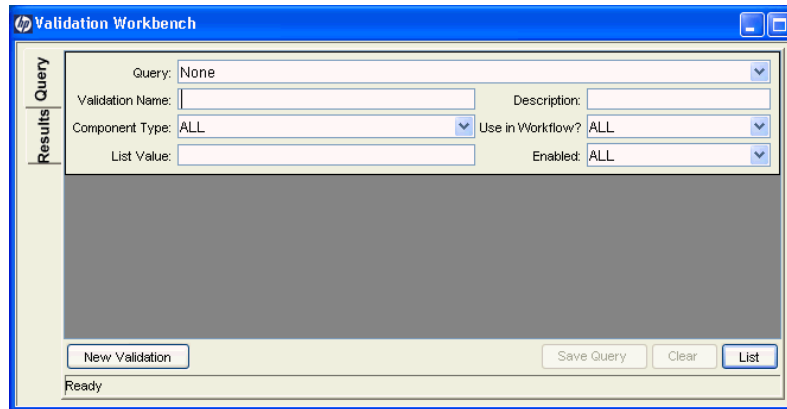 hp Validation Workbench
Query
Results
Query: None
Validation Name: Description:
Component Type: ALL Use in Workflow? ALL
List Value: Enabled: ALL
New Validation Save Query Clear List
Ready